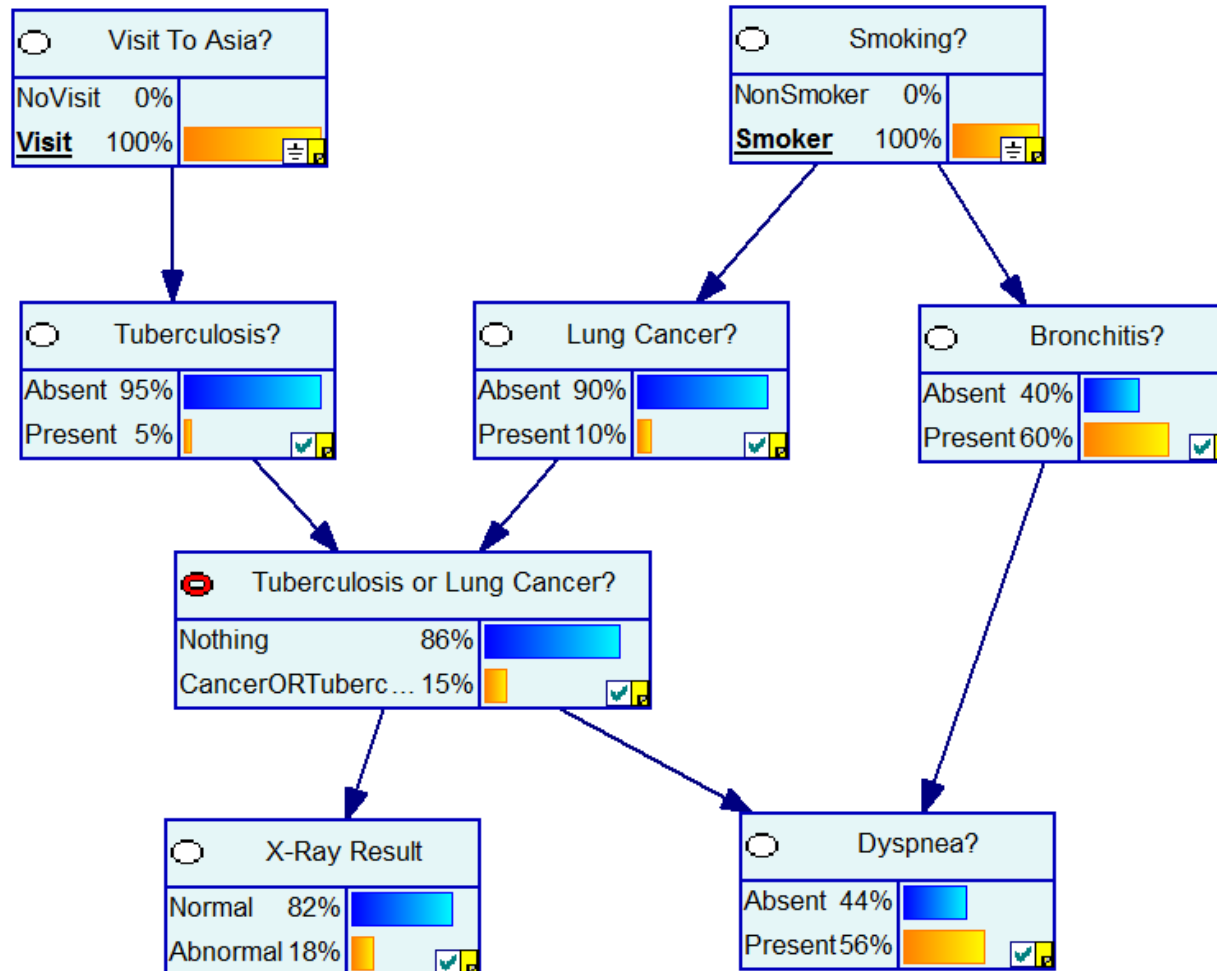 Visit To Asia?
NoVisit 0%
Visit 100%
Smoking?
NonSmoker 0%
Smoker 100%
Tuberculosis?
Absent 95%
Present 5%
Lung Cancer?
Absent 90%
Present 10%
Bronchitis?
Absent 40%
Present 60%
Tuberculosis or Lung Cancer?
Nothing 86%
CancerORTuberc... 15%
X-Ray Result
Normal 82%
Abnormal 18%
Dyspnea?
Absent 44%
Present 56%